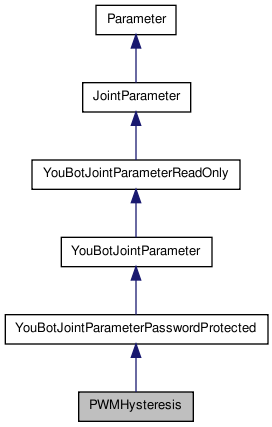 Parameter
JointParameter
YouBotJointParameterReadOnly
YouBotJointParameter
YouBotJointParameterPasswordProtected
PWMHysteresis